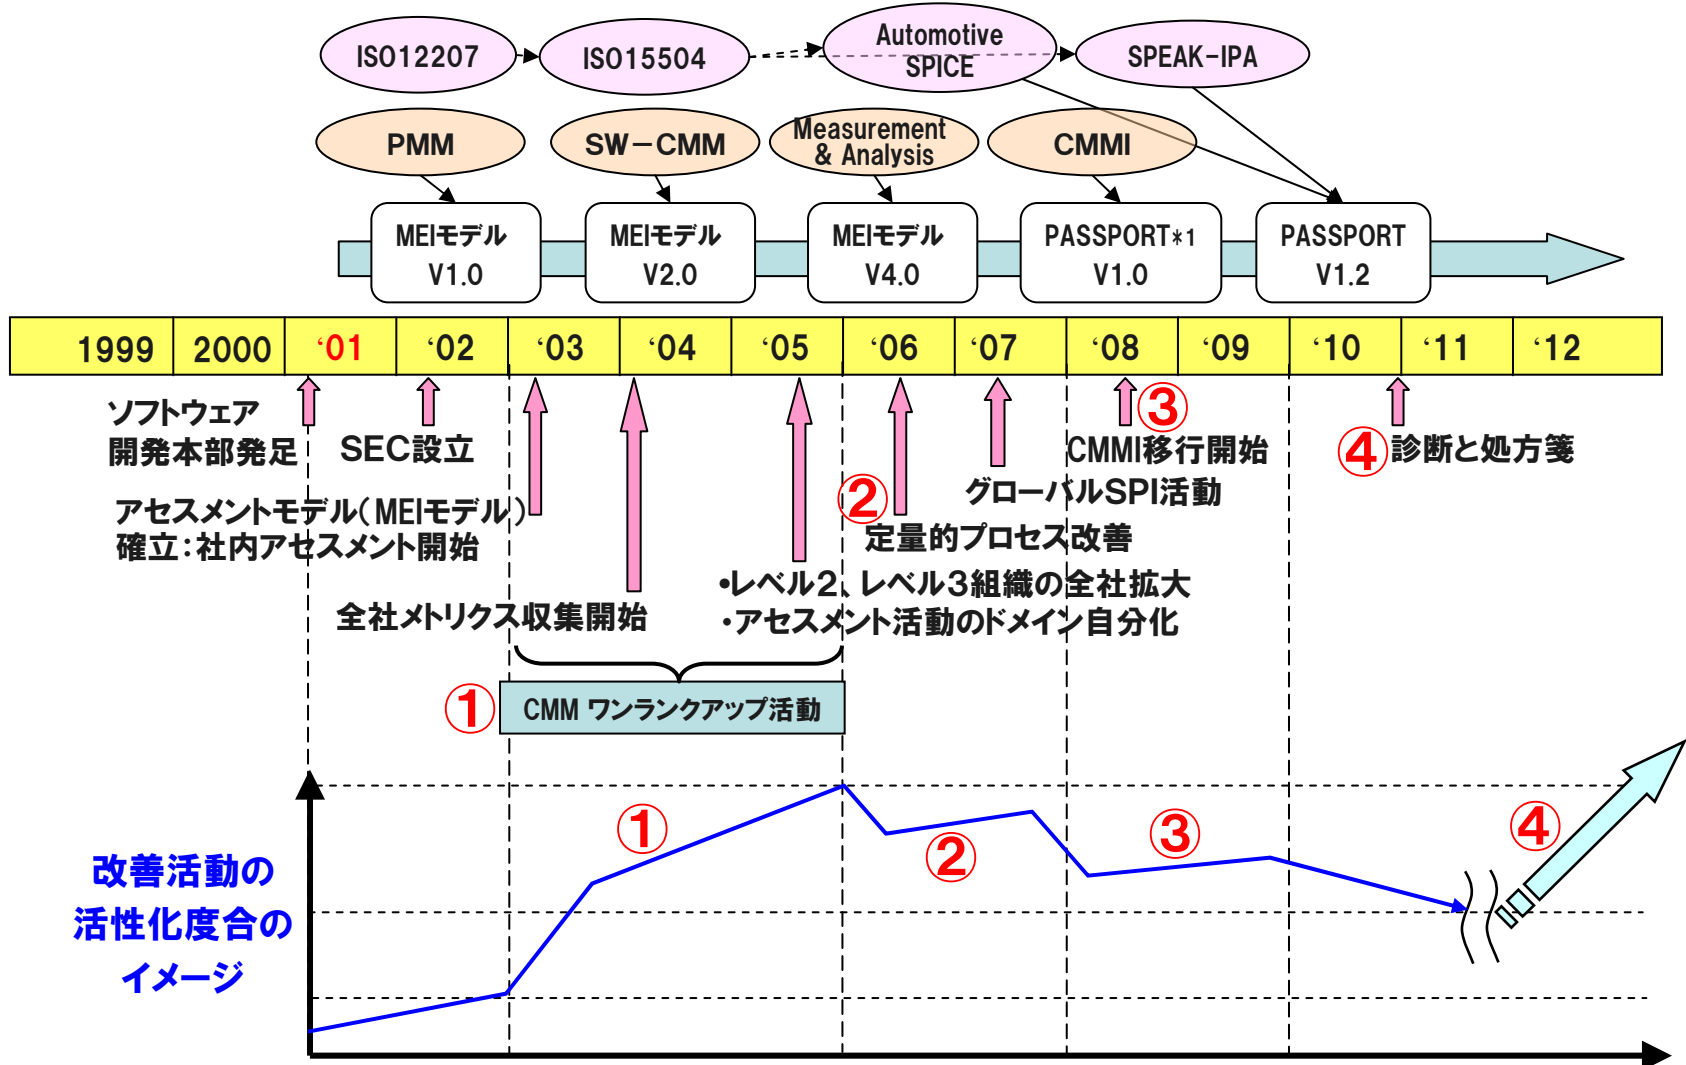 ISO12207
ISO15504
Automotive
SPICE
SPEAK-IPA
PMM
SW-CMM
Measurement
& Analysis
CMMI
MEIモデル
V1.0
MEIモデル
V2.0
MEIモデル
V4.0
PASSPORT*1
V1.0
PASSPORT
V1.2
1999 2000 ‘01 ‘02 ‘03 ‘04 ‘05 ‘06 ‘07 ‘08 ‘09 ‘10 ‘11 ‘12
ソフトウェア
開発本部発足
SEC設立
③
CMMI移行開始
④ 診断と処方箋
グローバルSPI活動
アセスメントモデル(MEIモデル)
確立:社内アセスメント開始
②
定量的プロセス改善
•レベル2、レベル3組織の全社拡大
・アセスメント活動のドメイン自分化
全社メトリクス収集開始
① CMM ワンランクアップ活動
改善活動の
活性化度合の
イメージ
①
②
③
④